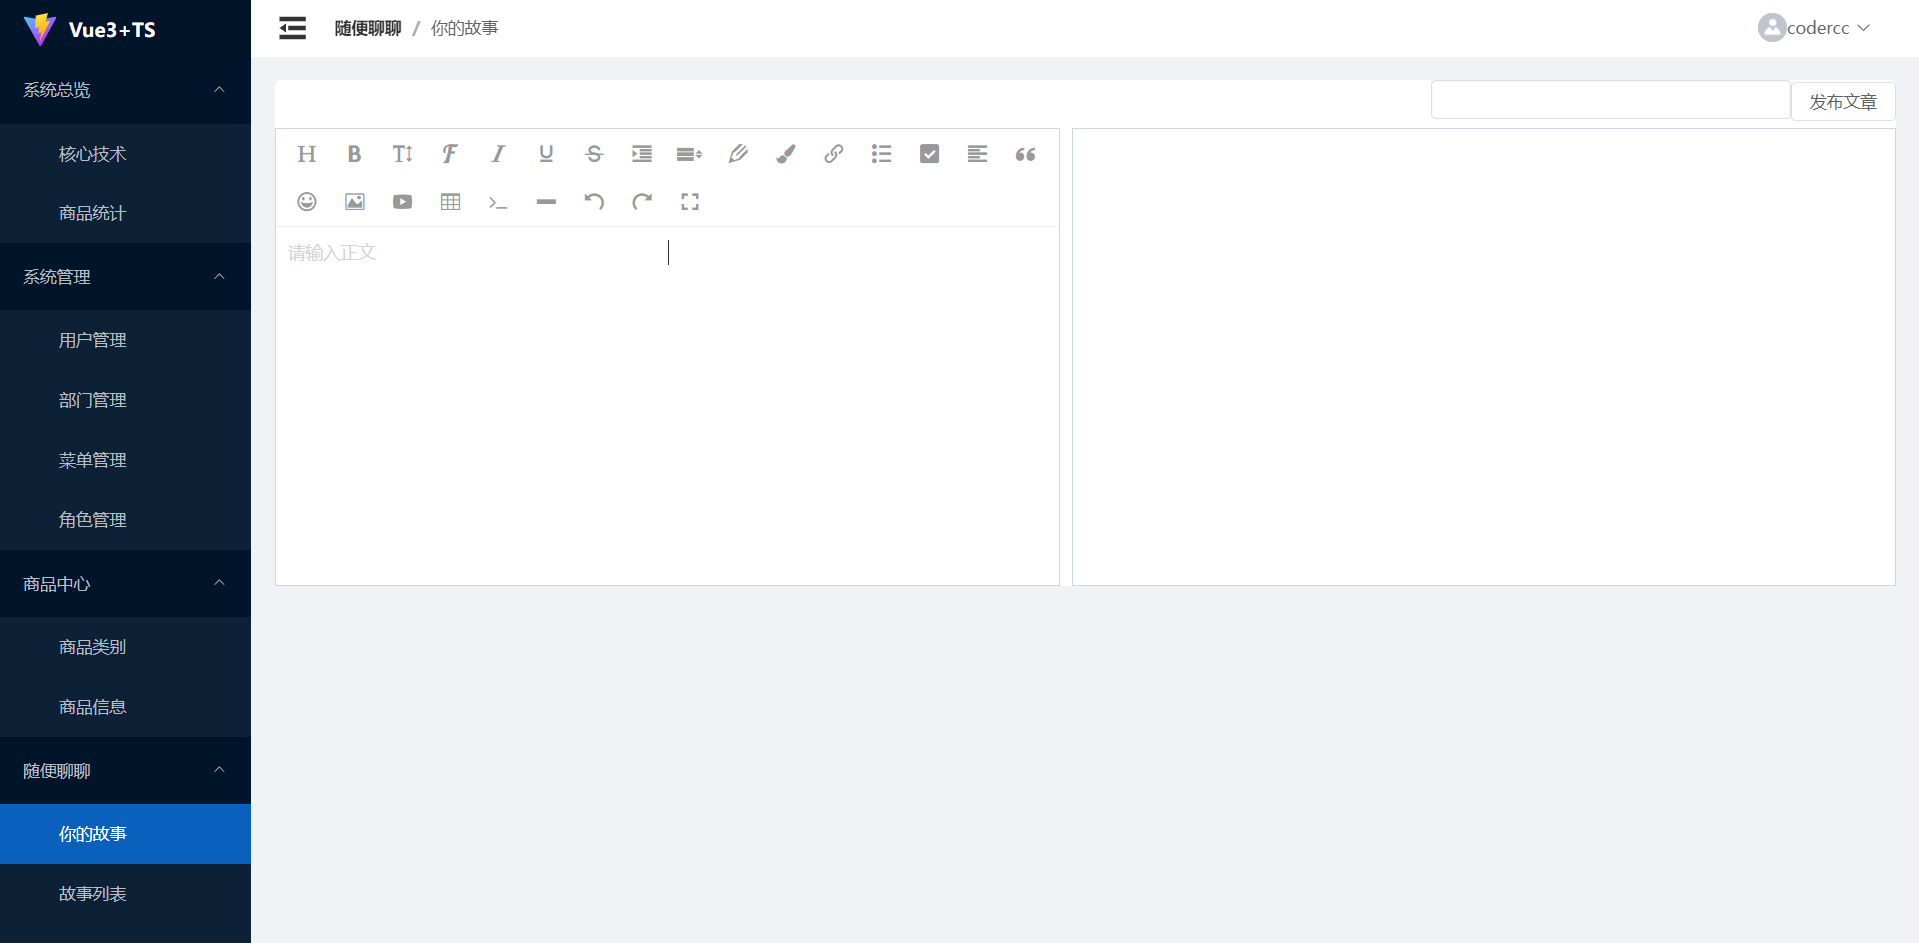 Vue3+TS
系统总览
核心技术
商品统计
系统管理
用户管理
部门管理
菜单管理
角色管理
商品中心
商品类别
商品信息
随便聊聊
你的故事
故事列表
随便聊聊 / 你的故事
codercc
发布文章
请输入正文